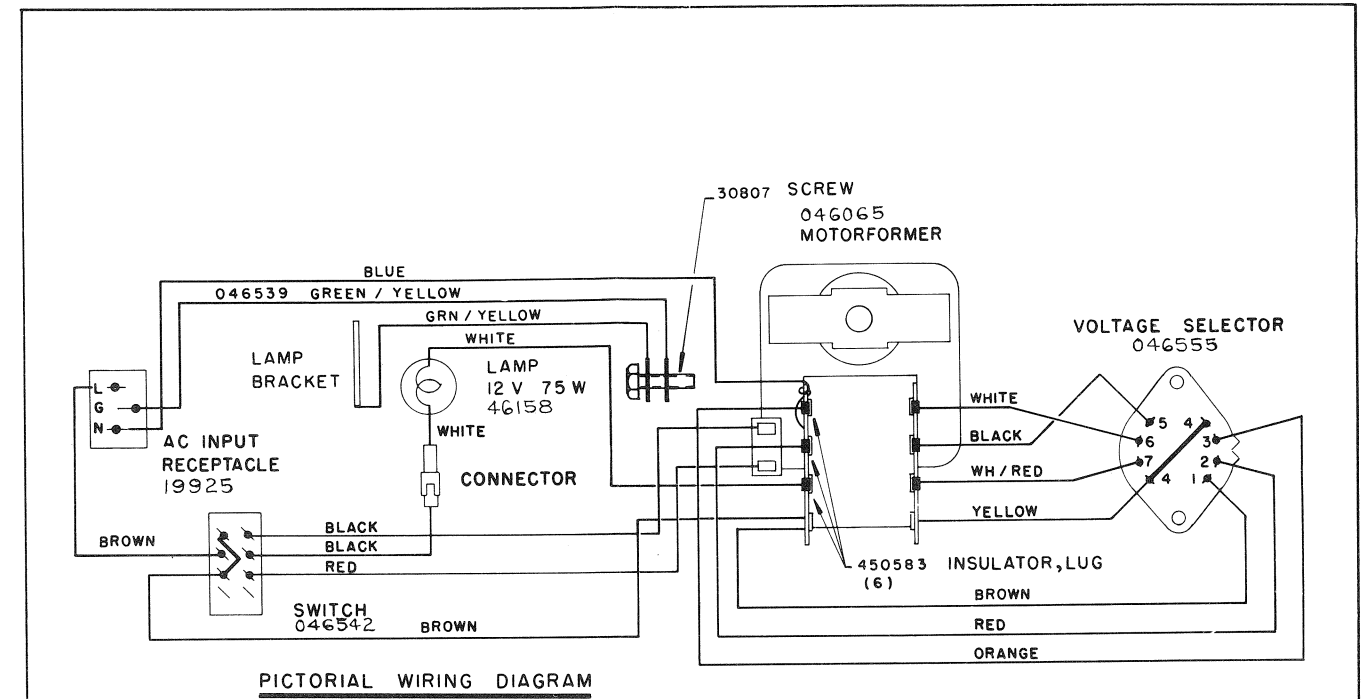 30807 SCREW
046065
MOTORFORMER
BLUE
046539 GREEN / YELLOW
GRN / YELLOW
WHITE
LAMP
BRACKET
LAMP
12 V 75 W
46158
VOLTAGE SELECTOR
046555
L
G
N
AC INPUT
RECEPTACLE
19925
WHITE
CONNECTOR
WHITE
BLACK
WH / RED
YELLOW
5
4
6
3
7
2
4
1
BROWN
BLACK
BLACK
RED
SWITCH
046542
BROWN
450583 INSULATOR, LUG
(6)
BROWN
RED
ORANGE
PICTORIAL WIRING DIAGRAM